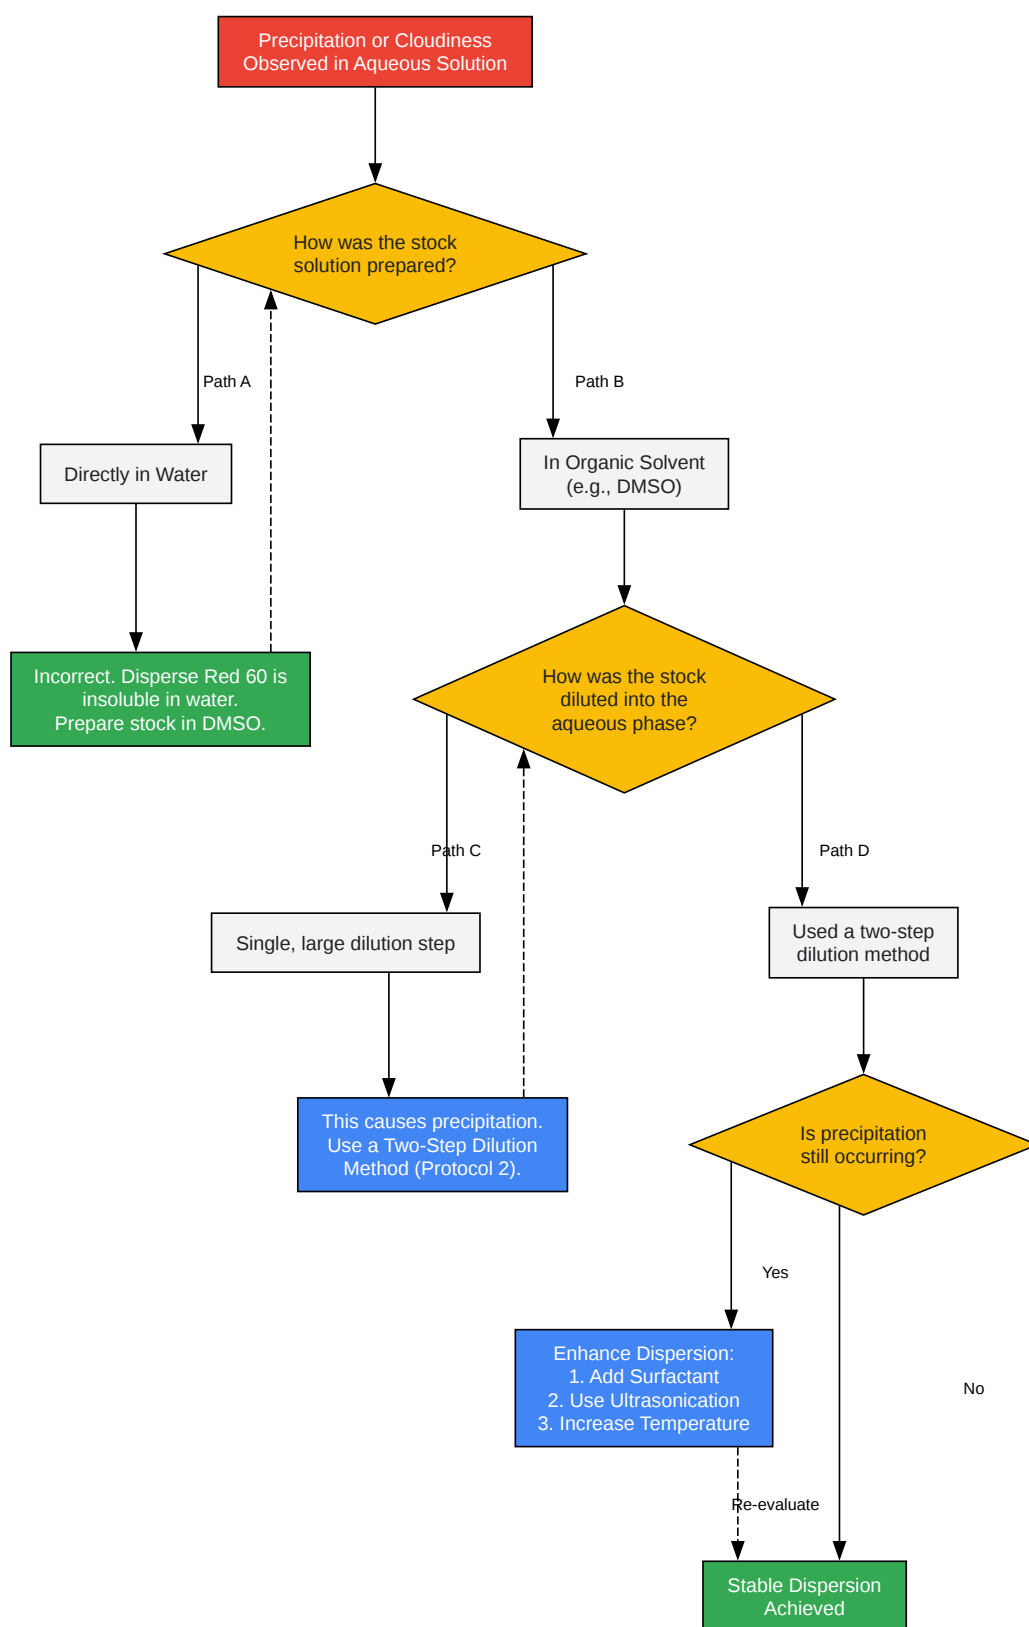 Precipitation or Cloudiness
Observed in Aqueous Solution
How was the stock
solution prepared?
Path A
Path B
Directly in Water
In Organic Solvent
(e.g., DMSO)
Incorrect. Disperse Red 60 is
insoluble in water.
Prepare stock in DMSO.
How was the stock
diluted into the
aqueous phase?
Path C
Path D
Single, large dilution step
Used a two-step
dilution method
This causes precipitation.
Use a Two-Step Dilution
Method (Protocol 2).
Is precipitation
still occurring?
Yes
Enhance Dispersion:
1. Add Surfactant
2. Use Ultrasonication
3. Increase Temperature
No
Re-evaluate
Stable Dispersion
Achieved